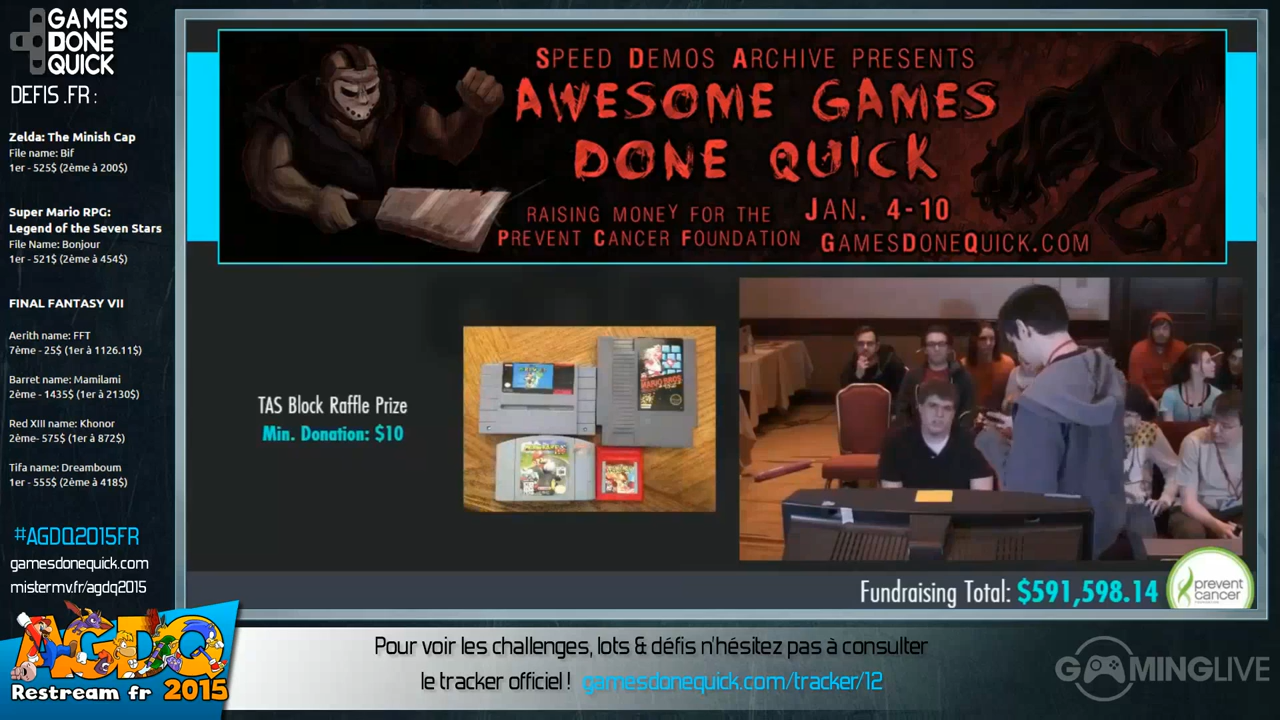 GAMES
DONE
QUICK
DEFIS .FR :
Zelda: The Minish Cap
File name: Bif
1er - 525$ (2ème à 200$)
Super Mario RPG:
Legend of the Seven Stars
File Name: Bonjour
1er - 521$ (2ème à 454$)
FINAL FANTASY VII
Aerith name: FFT
7ème - 25$ (1er à 1126.11$)
Barret name: Mamilami
2ème - 1435$ (1er à 2130$)
Red XIII name: Khonor
2ème- 575$ (1er à 872$)
Tifa name: Dreamboum
1er - 555$ (2ème à 418$)
#AGDQ2015FR
gamesdonequick.com
mistermv.fr/agdq2015
AGDQ
Restream fr 2015
SPEED DEMOS ARCHIVE PRESENTS
AWESOME GAMES
DONE QUICK
RAISING MONEY FOR THE
PREVENT CANCER FOUNDATION
JAN. 4-10
GAMESDONEQUICK.COM
TAS Block Raffle Prize
Min. Donation: $10
MARIO BROS
Fundraising Total: $591,598.14
prevent
cancer
Pour voir les challenges, lots & défis n'hésitez pas à consulter
le tracker officiel ! gamesdonequick.com/tracker/12
GAMINGLIVE